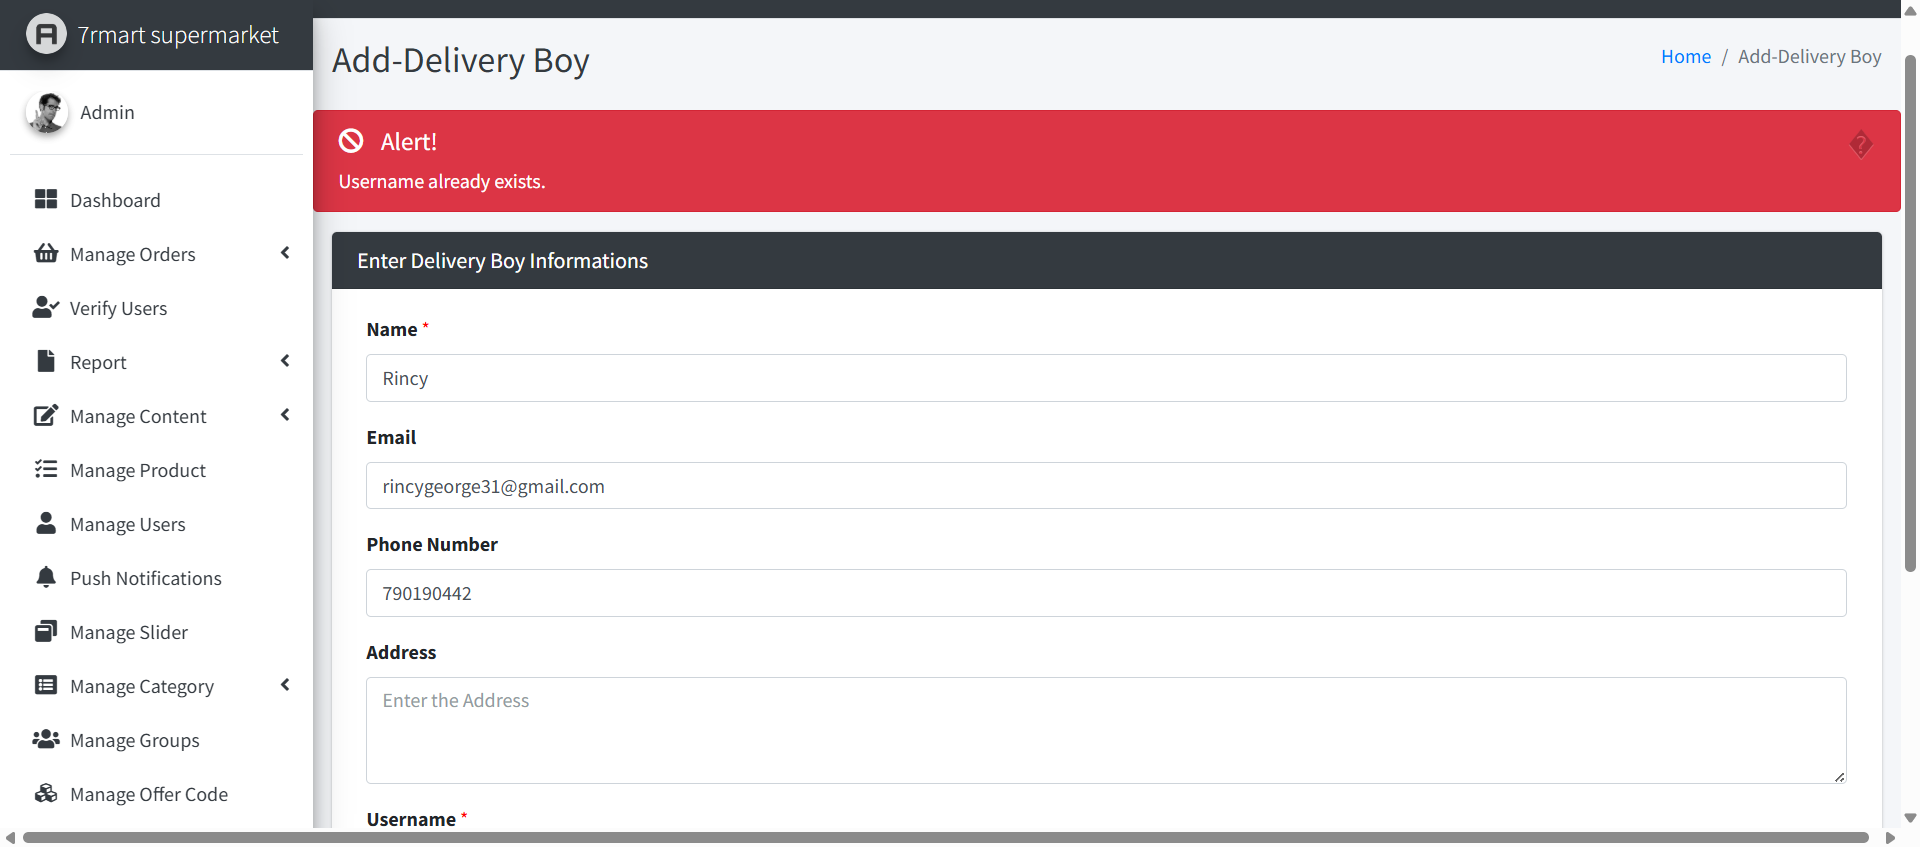 7rmart supermarket
Admin
Dashboard
Manage Orders
Verify Users
Report
Manage Content
Manage Product
Manage Users
Push Notifications
Manage Slider
Manage Category
Manage Groups
Manage Offer Code
Add-Delivery Boy
Home / Add-Delivery Boy
Alert!
Username already exists.
Enter Delivery Boy Informations
Name *
Rincy
Email
rincygeorge31@gmail.com
Phone Number
790190442
Address
Enter the Address
Username *